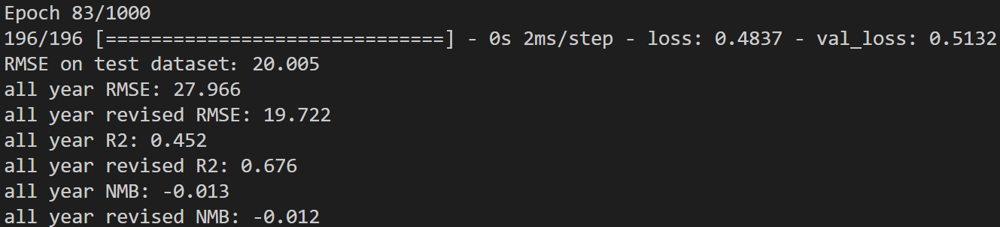 Epoch 83/1000
196/196 [==============================] - 0s 2ms/step - loss: 0.4837 - val_loss: 0.5132
RMSE on test dataset: 20.005
all year RMSE: 27.966
all year revised RMSE: 19.722
all year R2: 0.452
all year revised R2: 0.676
all year NMB: -0.013
all year revised NMB: -0.012